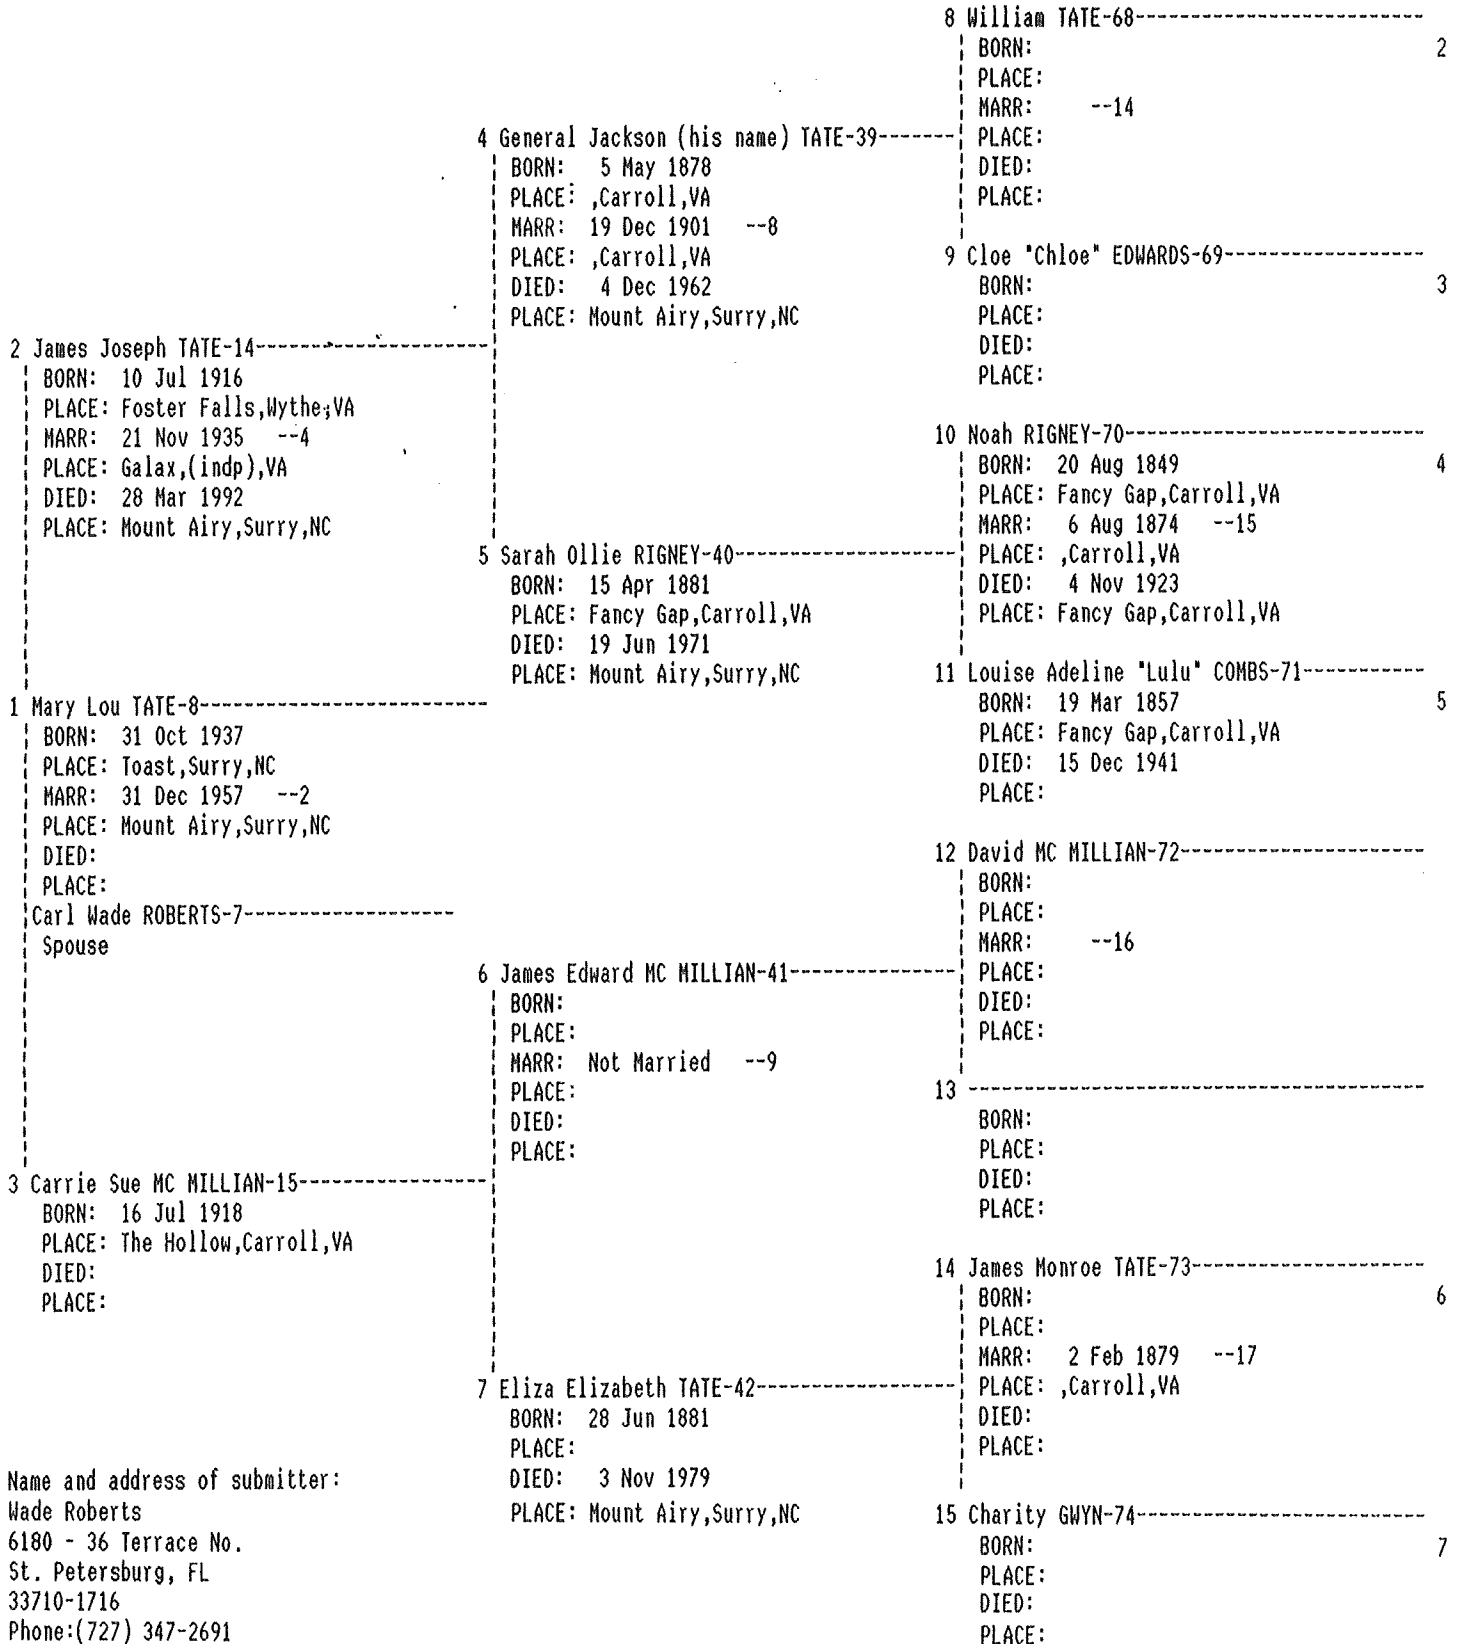 8 William TATE-68--------------------------
BORN: 2
PLACE:
MARR: --14
PLACE:
DIED:
PLACE:
4 General Jackson (his name) TATE-39-------
BORN: 5 May 1878
PLACE: ,Carroll,VA
MARR: 19 Dec 1901 --8
PLACE: ,Carroll,VA
DIED: 4 Dec 1962
PLACE: Mount Airy,Surry,NC
9 Cloe "Chloe" EDWARDS-69------------------
BORN: 3
PLACE:
DIED:
PLACE:
2 James Joseph TATE-14---------------------
BORN: 10 Jul 1916
PLACE: Foster Falls,Wythe,VA
MARR: 21 Nov 1935 --4
PLACE: Galax,(indp),VA
DIED: 28 Mar 1992
PLACE: Mount Airy,Surry,NC
10 Noah RIGNEY-70---------------------------
BORN: 20 Aug 1849 4
PLACE: Fancy Gap,Carroll,VA
MARR: 6 Aug 1874 --15
PLACE: ,Carroll,VA
DIED: 4 Nov 1923
PLACE: Fancy Gap,Carroll,VA
5 Sarah Ollie RIGNEY-40--------------------
BORN: 15 Apr 1881
PLACE: Fancy Gap,Carroll,VA
DIED: 19 Jun 1971
PLACE: Mount Airy,Surry,NC
11 Louise Adeline "Lulu" COMBS-71-----------
BORN: 19 Mar 1857 5
PLACE: Fancy Gap,Carroll,VA
DIED: 15 Dec 1941
PLACE:
1 Mary Lou TATE-8--------------------------
BORN: 31 Oct 1937
PLACE: Toast,Surry,NC
MARR: 31 Dec 1957 --2
PLACE: Mount Airy,Surry,NC
DIED:
PLACE:
Carl Wade ROBERTS-7-------------------
Spouse
12 David MC MILLIAN-72----------------------
BORN:
PLACE:
MARR: --16
PLACE:
DIED:
PLACE:
6 James Edward MC MILLIAN-41---------------
BORN:
PLACE:
MARR: Not Married --9
PLACE:
DIED:
PLACE:
13 -----------------------------------------
BORN:
PLACE:
DIED:
PLACE:
3 Carrie Sue MC MILLIAN-15-----------------
BORN: 16 Jul 1918
PLACE: The Hollow,Carroll,VA
DIED:
PLACE:
14 James Monroe TATE-73---------------------
BORN: 6
PLACE:
MARR: 2 Feb 1879 --17
PLACE: ,Carroll,VA
DIED:
PLACE:
7 Eliza Elizabeth TATE-42------------------
BORN: 28 Jun 1881
PLACE:
DIED: 3 Nov 1979
PLACE: Mount Airy,Surry,NC
15 Charity GWYN-74--------------------------
BORN: 7
PLACE:
DIED:
PLACE:
Name and address of submitter:
Wade Roberts
6180 - 36 Terrace No.
St. Petersburg, FL
33710-1716
Phone:(727) 347-2691